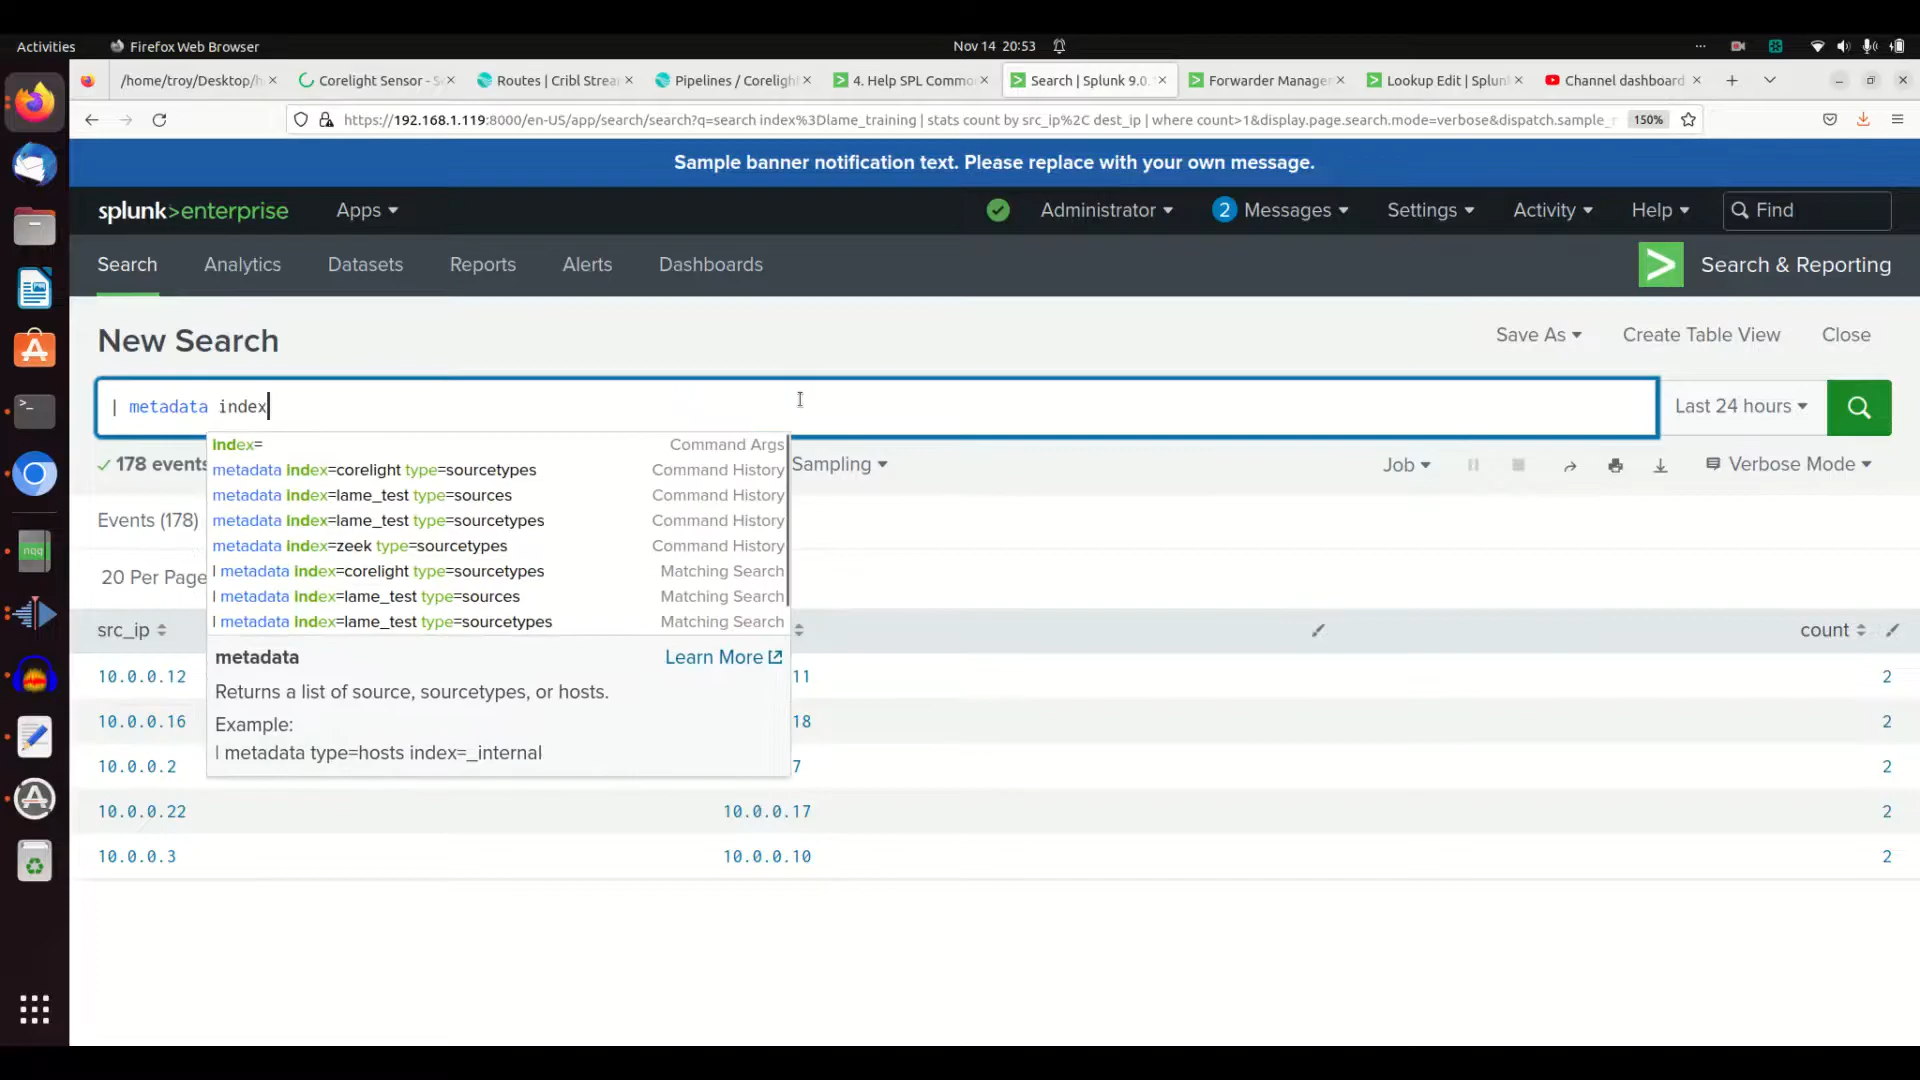 Activities Firefox Web Browser Nov 14 20:53
/home/troy/Desktop/h Corelight Sensor - S Routes | Cribl Strea Pipelines / Corelight 4. Help SPL Commo Search | Splunk 9.0. Forwarder Manager Lookup Edit | Splun Channel dashboard
https://192.168.1.119:8000/en-US/app/search/search?q=search index%3Dlame_training | stats count by src_ip%2C dest_ip | where count>1&display.page.search.mode=verbose&dispatch.sample_r 150%
Sample banner notification text. Please replace with your own message.
splunk>enterprise Apps Administrator 2 Messages Settings Activity Help Find
Search Analytics Datasets Reports Alerts Dashboards Search & Reporting
New Search Save As Create Table View Close
| metadata index Last 24 hours
index= Command Args
178 events Sampling Job Verbose Mode
metadata index=corelight type=sourcetypes Command History
metadata index=lame_test type=sources Command History
Events (178) metadata index=lame_test type=sourcetypes Command History
metadata index=zeek type=sourcetypes Command History
20 Per Page | metadata index=corelight type=sourcetypes Matching Search
| metadata index=lame_test type=sources Matching Search
| metadata index=lame_test type=sourcetypes Matching Search
src_ip count
metadata Learn More
10.0.0.12 11 2
Returns a list of source, sourcetypes, or hosts.
10.0.0.16 18 2
Example:
| metadata type=hosts index=_internal
10.0.0.2 7 2
10.0.0.22 10.0.0.17 2
10.0.0.3 10.0.0.10 2
nqq